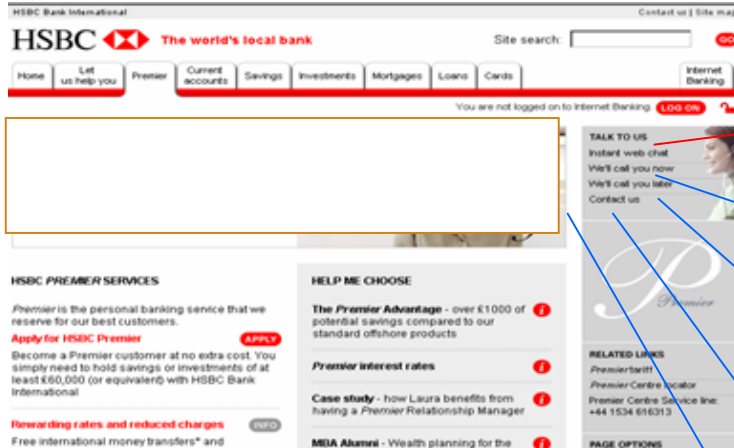 HSBC Bank International
Contact us | Site map
HSBC The world's local bank
Site search:
GO
Home
Let us help you
Premier
Current accounts
Savings
Investments
Mortgages
Loans
Cards
Internet Banking
You are not logged on to Internet Banking. LOG ON
TALK TO US
Instant web chat
We'll call you now
We'll call you later
Contact us
Premier
HSBC PREMIER SERVICES
Premier is the personal banking service that we
reserve for our best customers.
Apply for HSBC Premier APPLY
Become a Premier customer at no extra cost. You
simply need to hold savings or investments of at
least £60,000 (or equivalent) with HSBC Bank
International
Rewarding rates and reduced charges INFO
Free international money transfers* and
HELP ME CHOOSE
The Premier Advantage - over £1000 of
potential savings compared to our
standard offshore products
Premier interest rates
Case study - how Laura benefits from
having a Premier Relationship Manager
MBA Alumni - Wealth planning for the
RELATED LINKS
Premier tariff
Premier Centre locator
Premier Centre Service line:
+44 1534 616313
PAGE OPTIONS